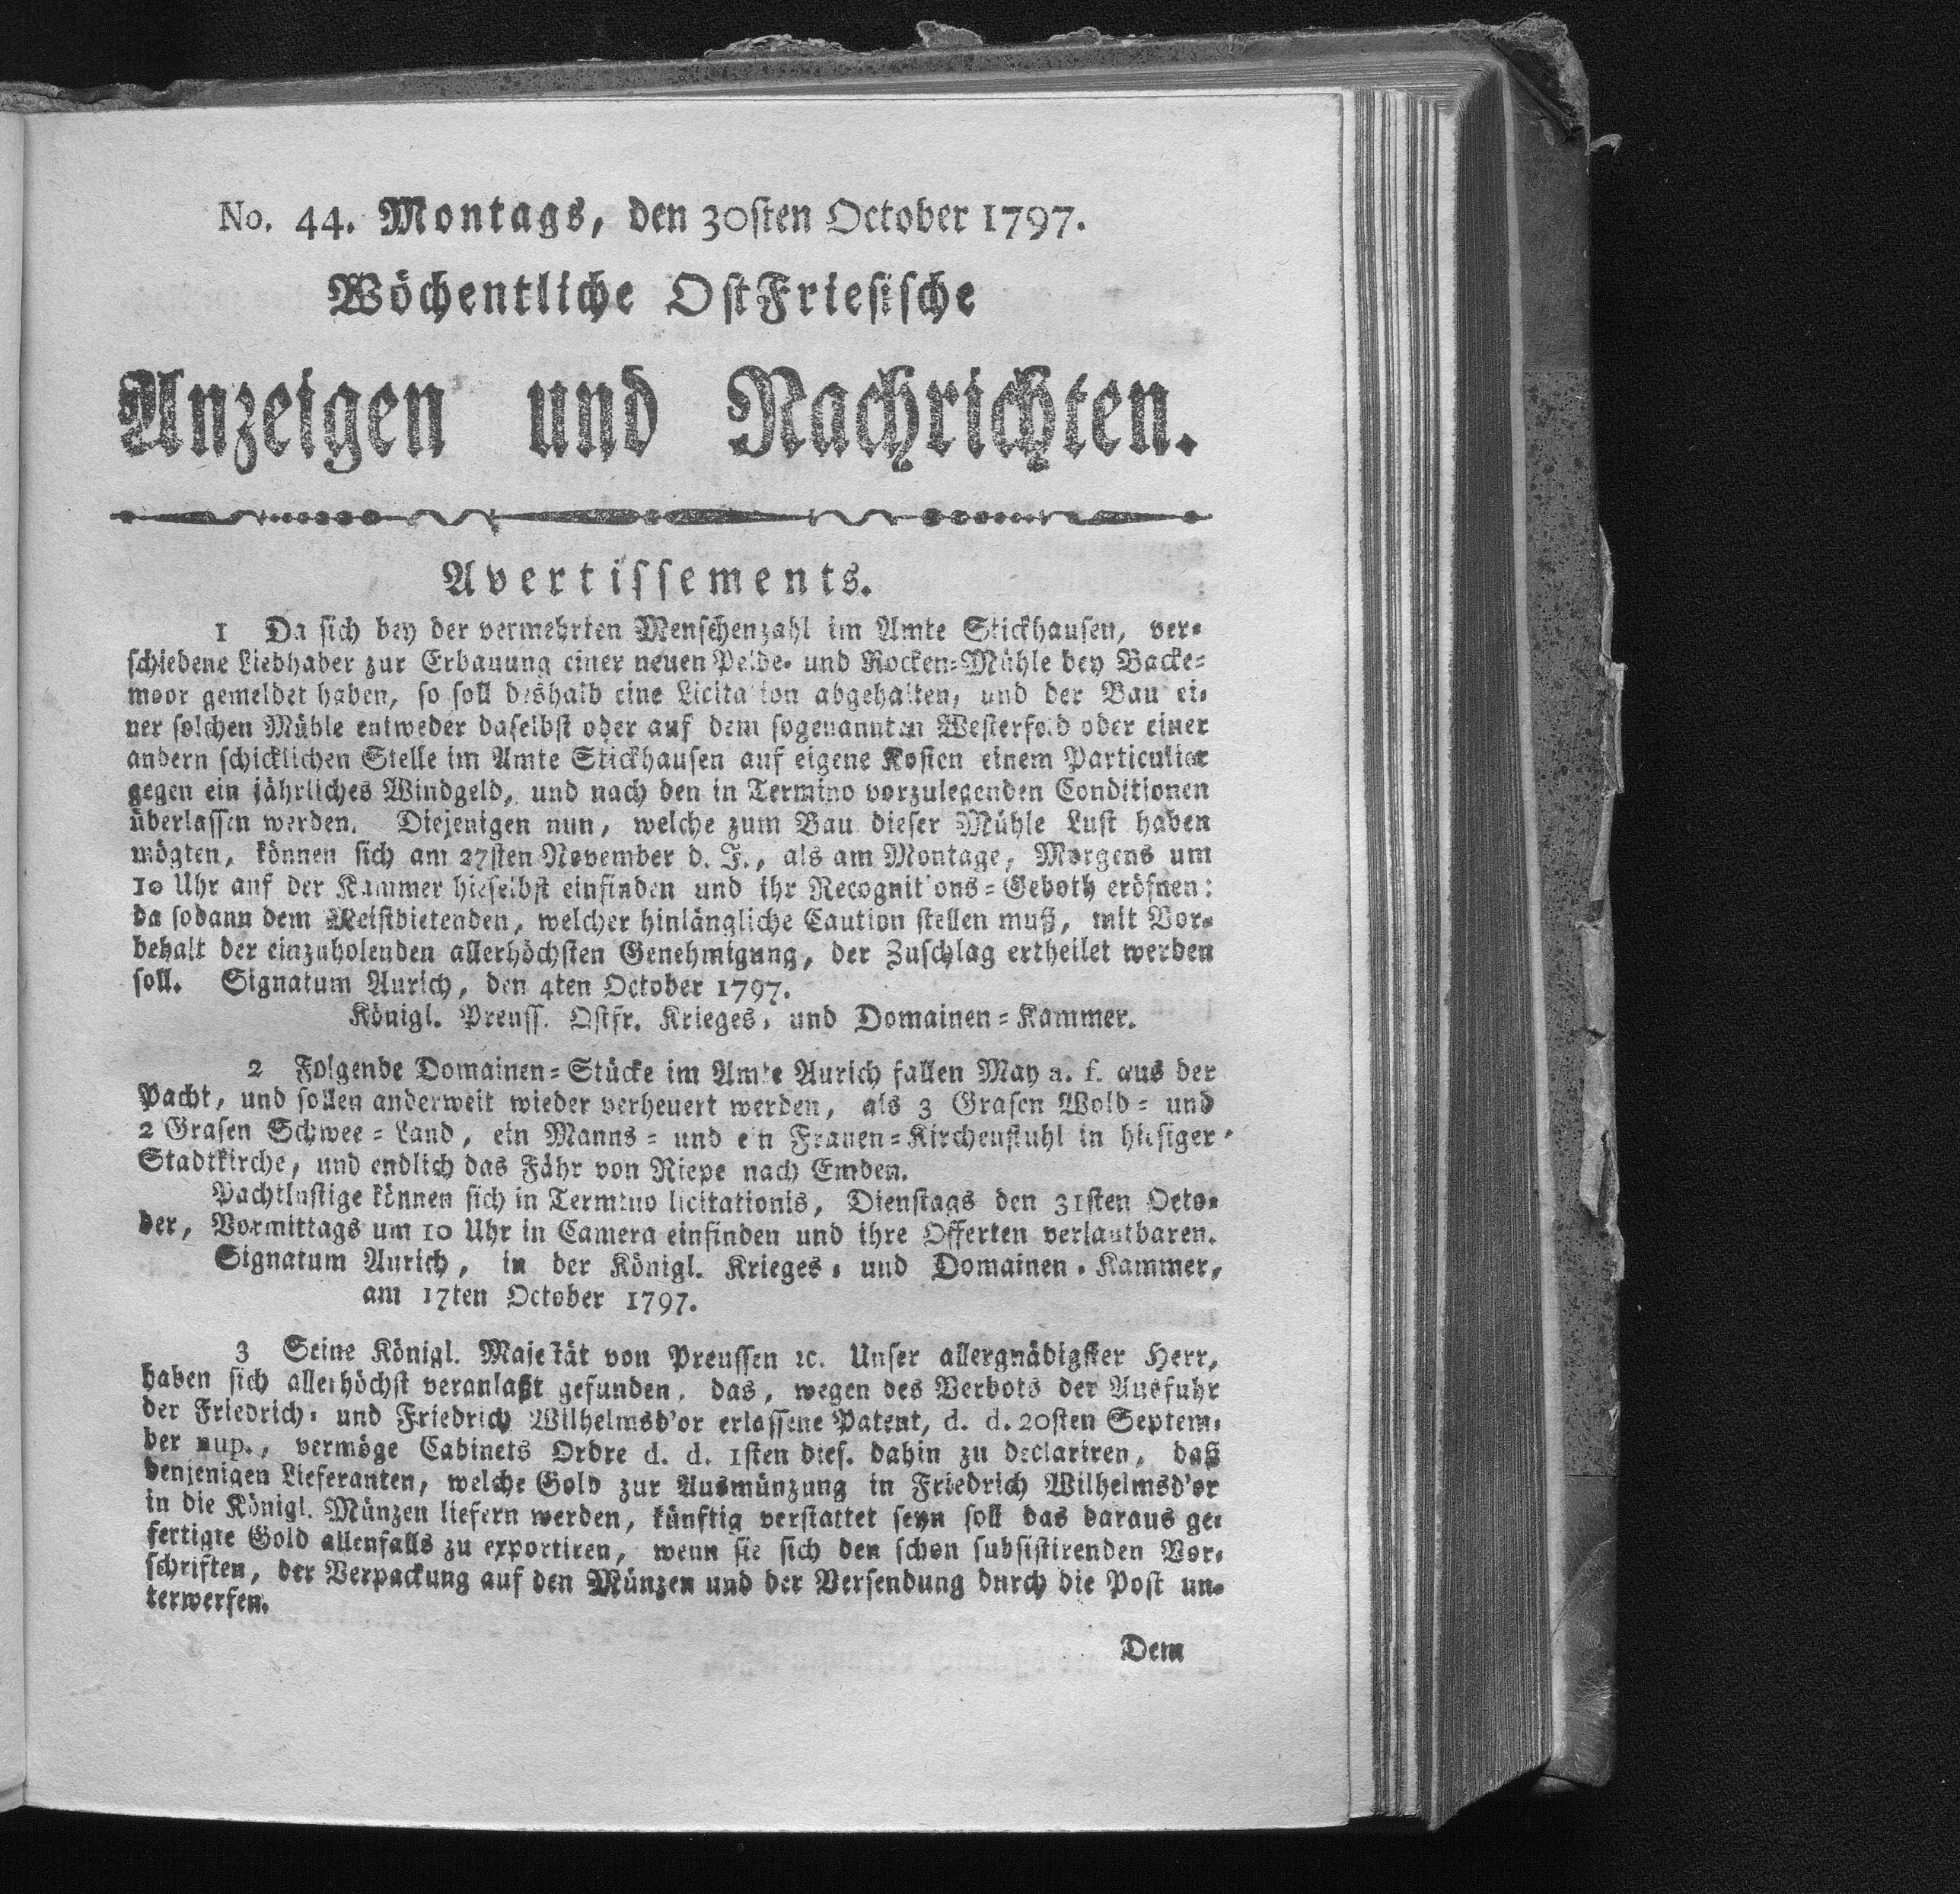 No. 44. Montags, den 30sten October 1797.
Wöchentliche OstFriesische
Anzeigen und Nachrichten.
Avertissements.
1 Da sich bey der vermehrten Menschenzahl im Amte Stickhausen, ver-
schiedene Liebhaber zur Erbauung einer neuen Pelde- und Rocken-Mühle bey Backe-
moor gemeldet haben, so soll deshalb eine Licitation abgehalten, und der Bau ei-
ner solchen Mühle entweder daselbst oder auf dem sogenannten Westerfeld oder einer
andern schicklichen Stelle im Amte Stickhausen auf eigene Kosten einem Particulier
gegen ein jährliches Windgeld, und nach den in Termino vorzulegenden Conditionen
überlassen werden. Diejenigen nun, welche zum Bau dieser Mühle Lust haben
mögten, können sich am 27sten November d. J., als am Montage, Morgens um
10 Uhr auf der Kammer hieselbst einfinden und ihr Recognitions-Geboth eröfnen:
da sodann dem Meistbietenden, welcher hinlängliche Caution stellen muß, mit Vor-
behalt der einzuholenden allerhöchsten Genehmigung, der Zuschlag ertheilet werden
soll. Signatum Aurich, den 4ten October 1797.
Königl. Preuss. Ostfr. Krieges- und Domainen-Kammer.
2 Folgende Domainen-Stücke im Amte Aurich fallen May a. f. aus der
Pacht, und sollen anderweit wieder verheuert werden, als 3 Grasen Wold- und
2 Grasen Schwee-Land, ein Manns- und ein Frauen-Kirchenstuhl in hiesiger
Stadtkirche, und endlich das Fähr von Riepe nach Emden.
Pachtlustige können sich in Termino licitationis, Dienstags den 31sten Octo-
ber, Vormittags um 10 Uhr in Camera einfinden und ihre Offerten verlautbaren.
Signatum Aurich, in der Königl. Krieges- und Domainen-Kammer,
am 17ten October 1797.
3 Seine Königl. Majestät von Preussen ꝛc. Unser allergnädigster Herr,
haben sich allerhöchst veranlaßt gefunden, das, wegen des Verbots der Ausfuhr
der Friedrich- und Friedrich Wilhelmsd'or erlassene Patent, d. d. 20sten Septem-
ber nup., vermöge Cabinets Ordre d. d. 1sten dies. dahin zu declariren, daß
denjenigen Lieferanten, welche Gold zur Ausmünzung in Friedrich Wilhelmsd'or
in die Königl. Münzen liefern werden, künftig verstattet seyn soll das daraus ge-
fertigte Gold allenfalls zu exportiren, wenn sie sich den schon subsistirenden Vor-
schriften, der Verpackung auf den Münzen und der Versendung durch die Post un-
terwerfen.
Dem